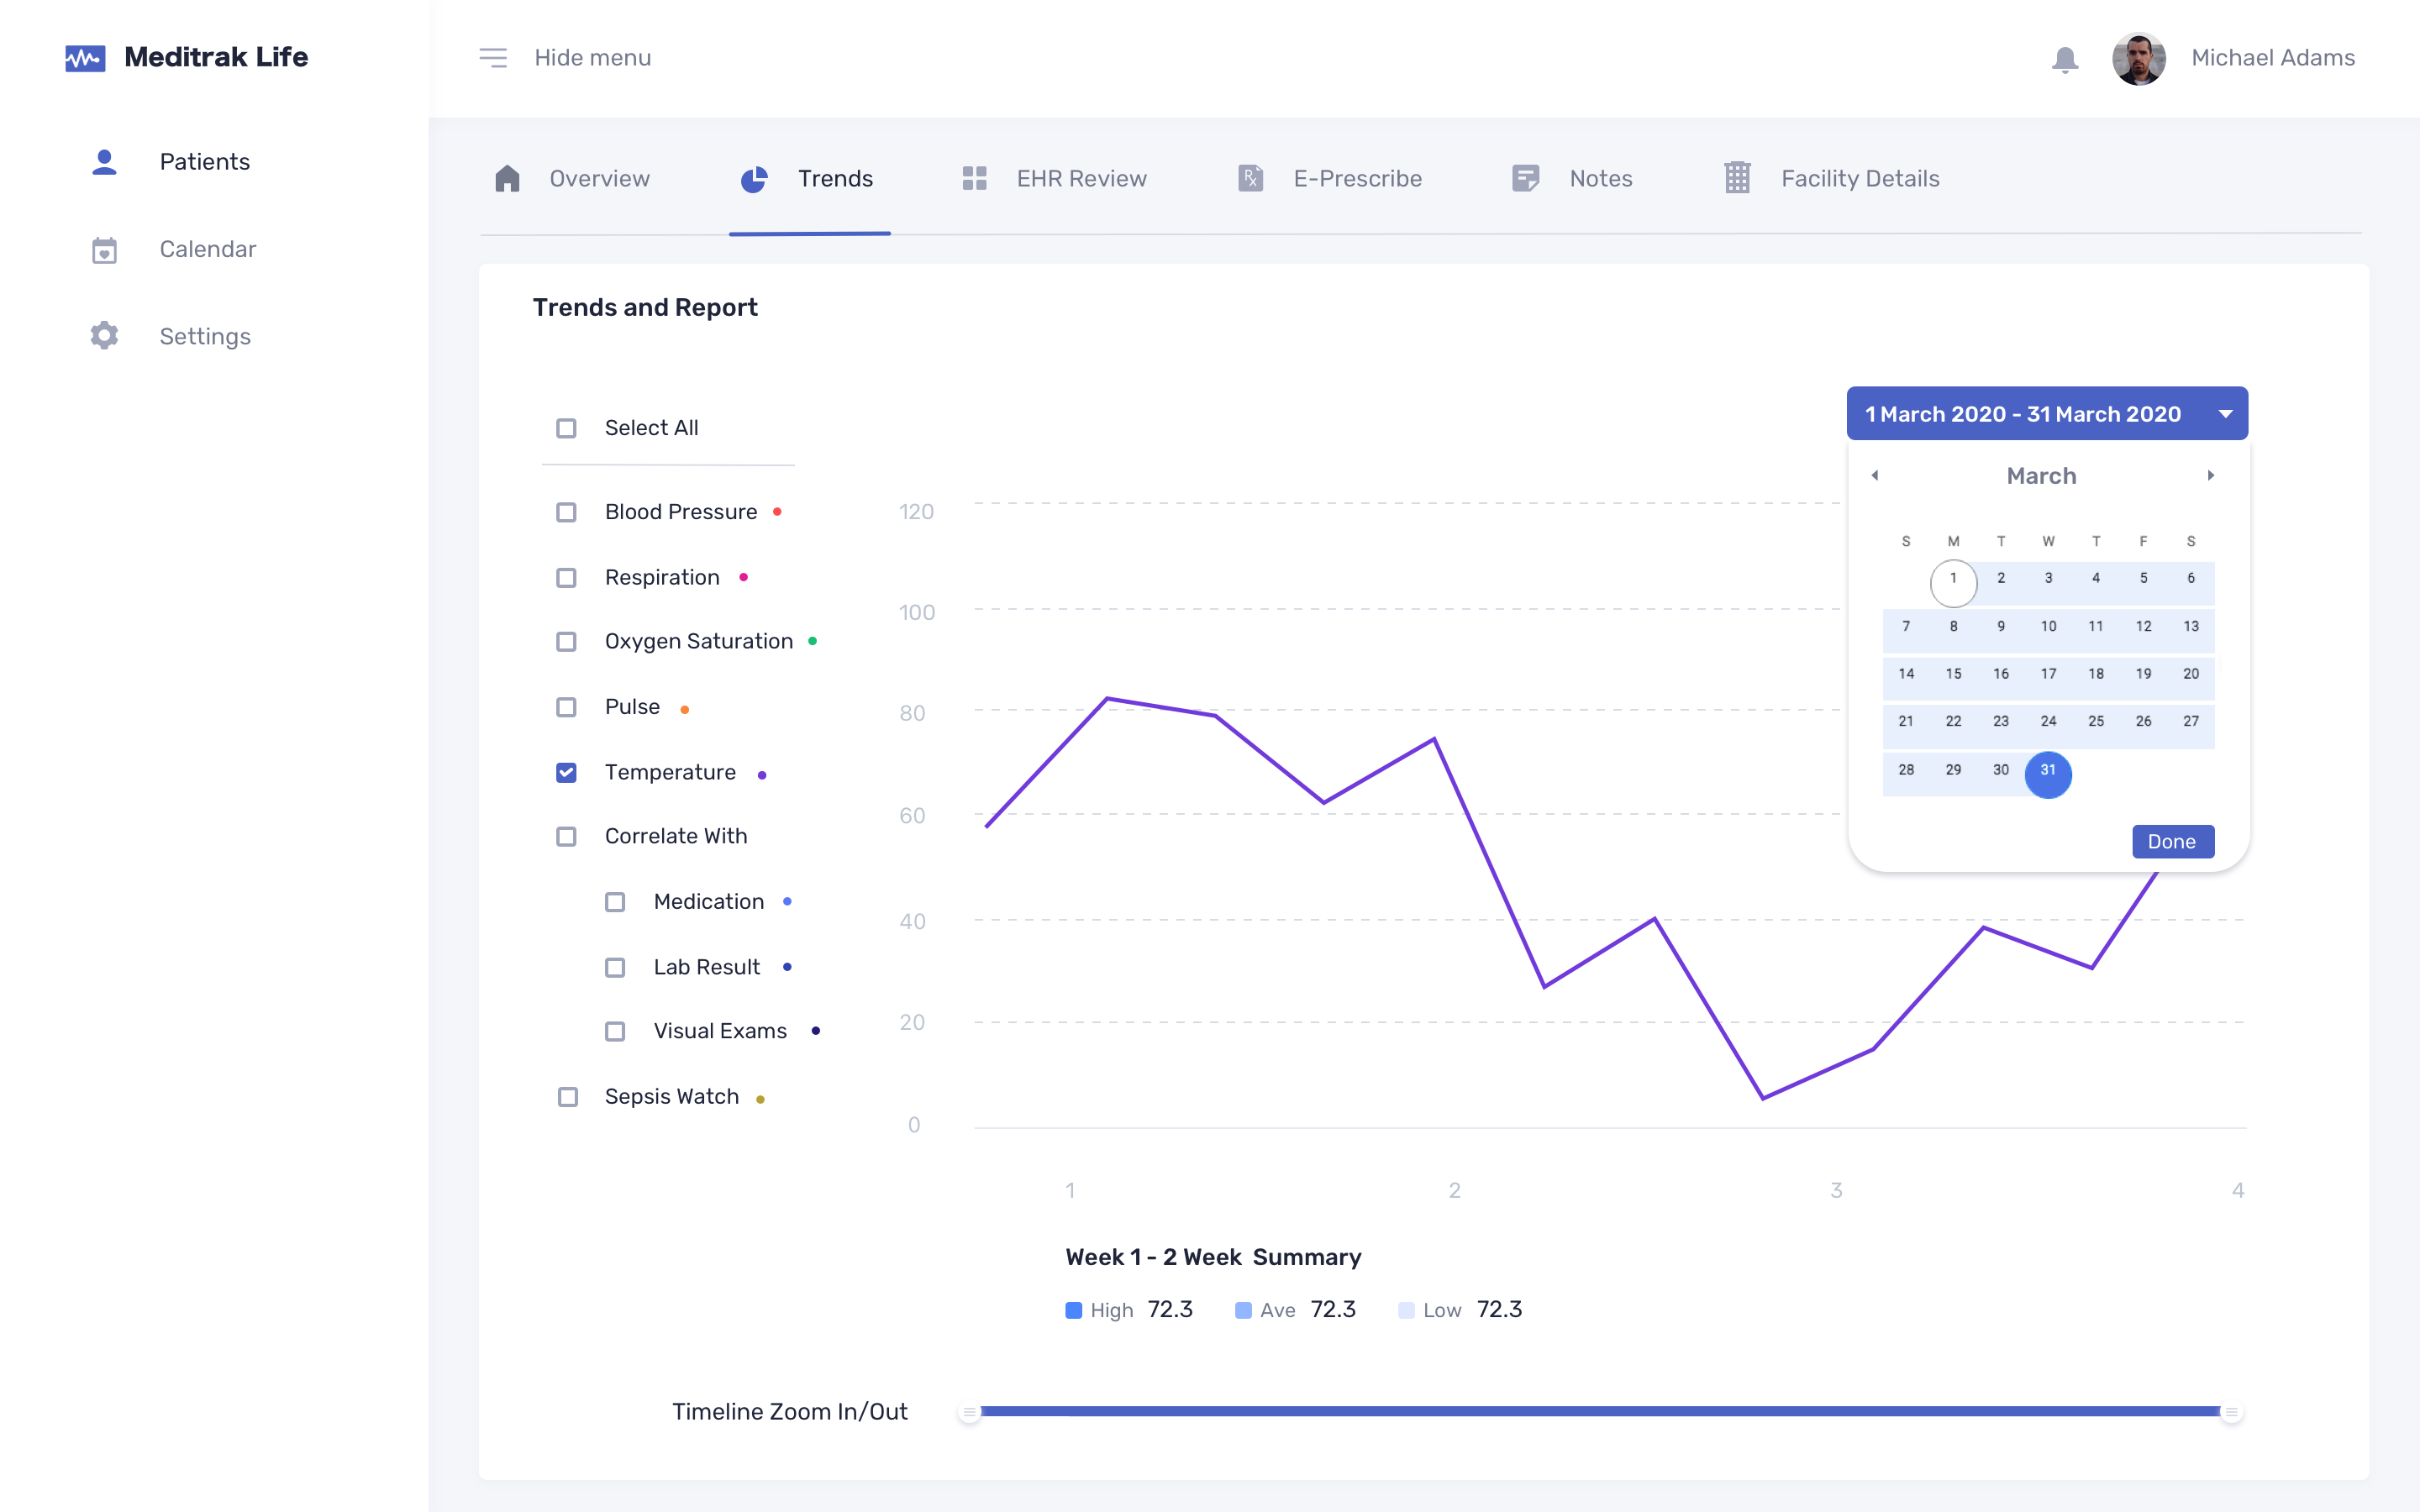 Meditrak Life
Hide menu
Michael Adams
Patients
Calendar
Settings
Overview
Trends
EHR Review
E-Prescribe
Notes
Facility Details
Trends and Report
1 March 2020 - 31 March 2020
March
S M T W T F S
1 2 3 4 5 6
7 8 9 10 11 12 13
14 15 16 17 18 19 20
21 22 23 24 25 26 27
28 29 30 31
Done
Select All
Blood Pressure
Respiration
Oxygen Saturation
Pulse
Temperature
Correlate With
Medication
Lab Result
Visual Exams
Sepsis Watch
120
100
80
60
40
20
0
1 2 3 4
Week 1 - 2 Week Summary
High 72.3 Ave 72.3 Low 72.3
Timeline Zoom In/Out